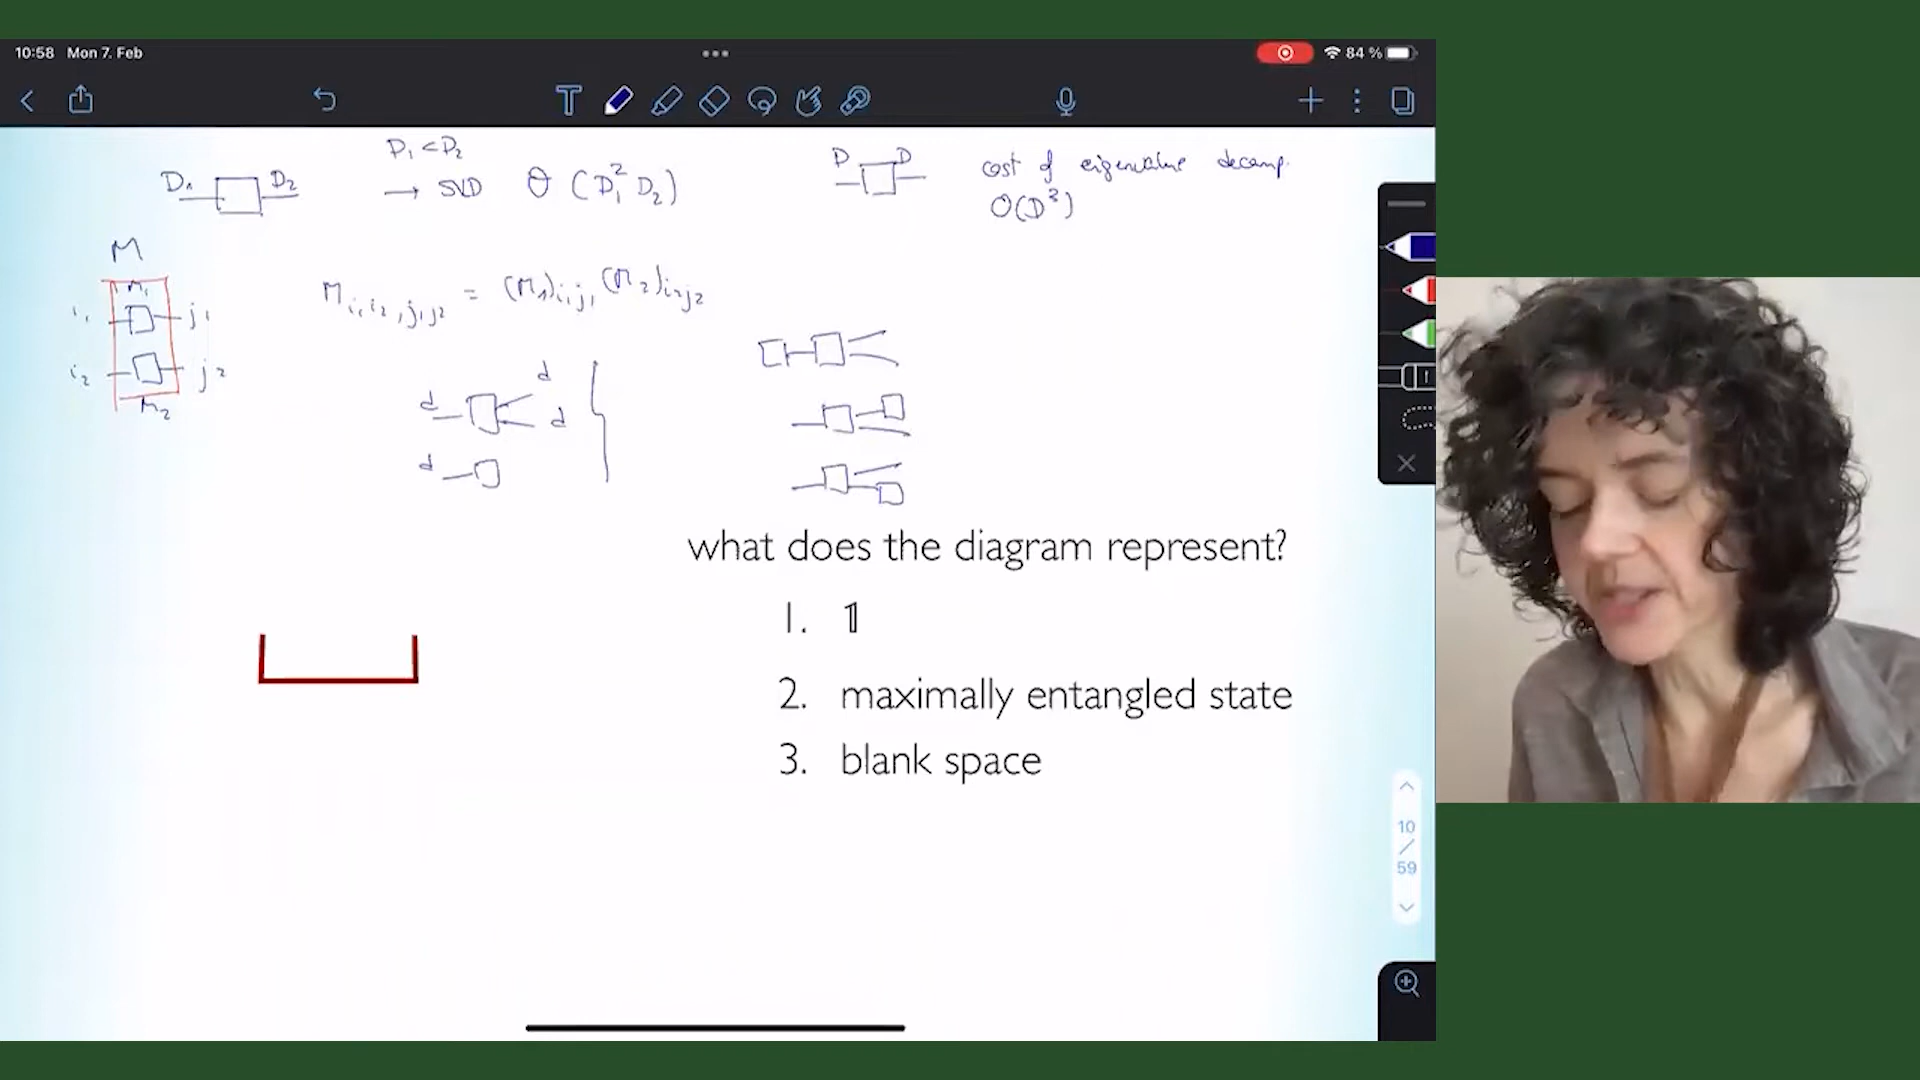 10:58 Mon 7. Feb
84 %
D₁ < D₂
D₁ D₂ → SVD O (D₁² D₂)
D D cost of eigenvalue decomp.
O(D³)
M
M₁
i₁ j₁
i₂ j₂
M₂
M i₁i₂,j₁j₂ = (M₁)i₁j₁ (M₂)i₂j₂
d d
d
d
what does the diagram represent?
1. 𝟙
2. maximally entangled state
3. blank space
10
/
59